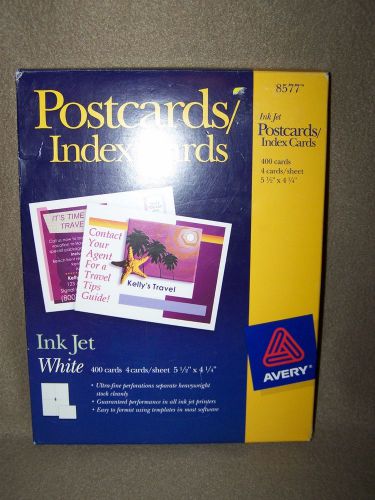 8577™
Postcards/
Index Cards
Ink Jet
Postcards/
Index Cards
400 cards
4 cards/sheet
5 ½" x 4 ¼"
IT'S TIME
TRAVEL
Contact
Your
Agent
For a
Travel
Tips
Guide!
Kelly's Travel
Ink Jet
White
400 cards 4 cards/sheet 5 ½" x 4 ¼"
• Ultra-fine perforations separate heavyweight
stock cleanly
• Guaranteed performance in all ink jet printers
• Easy to format using templates in most software
AVERY